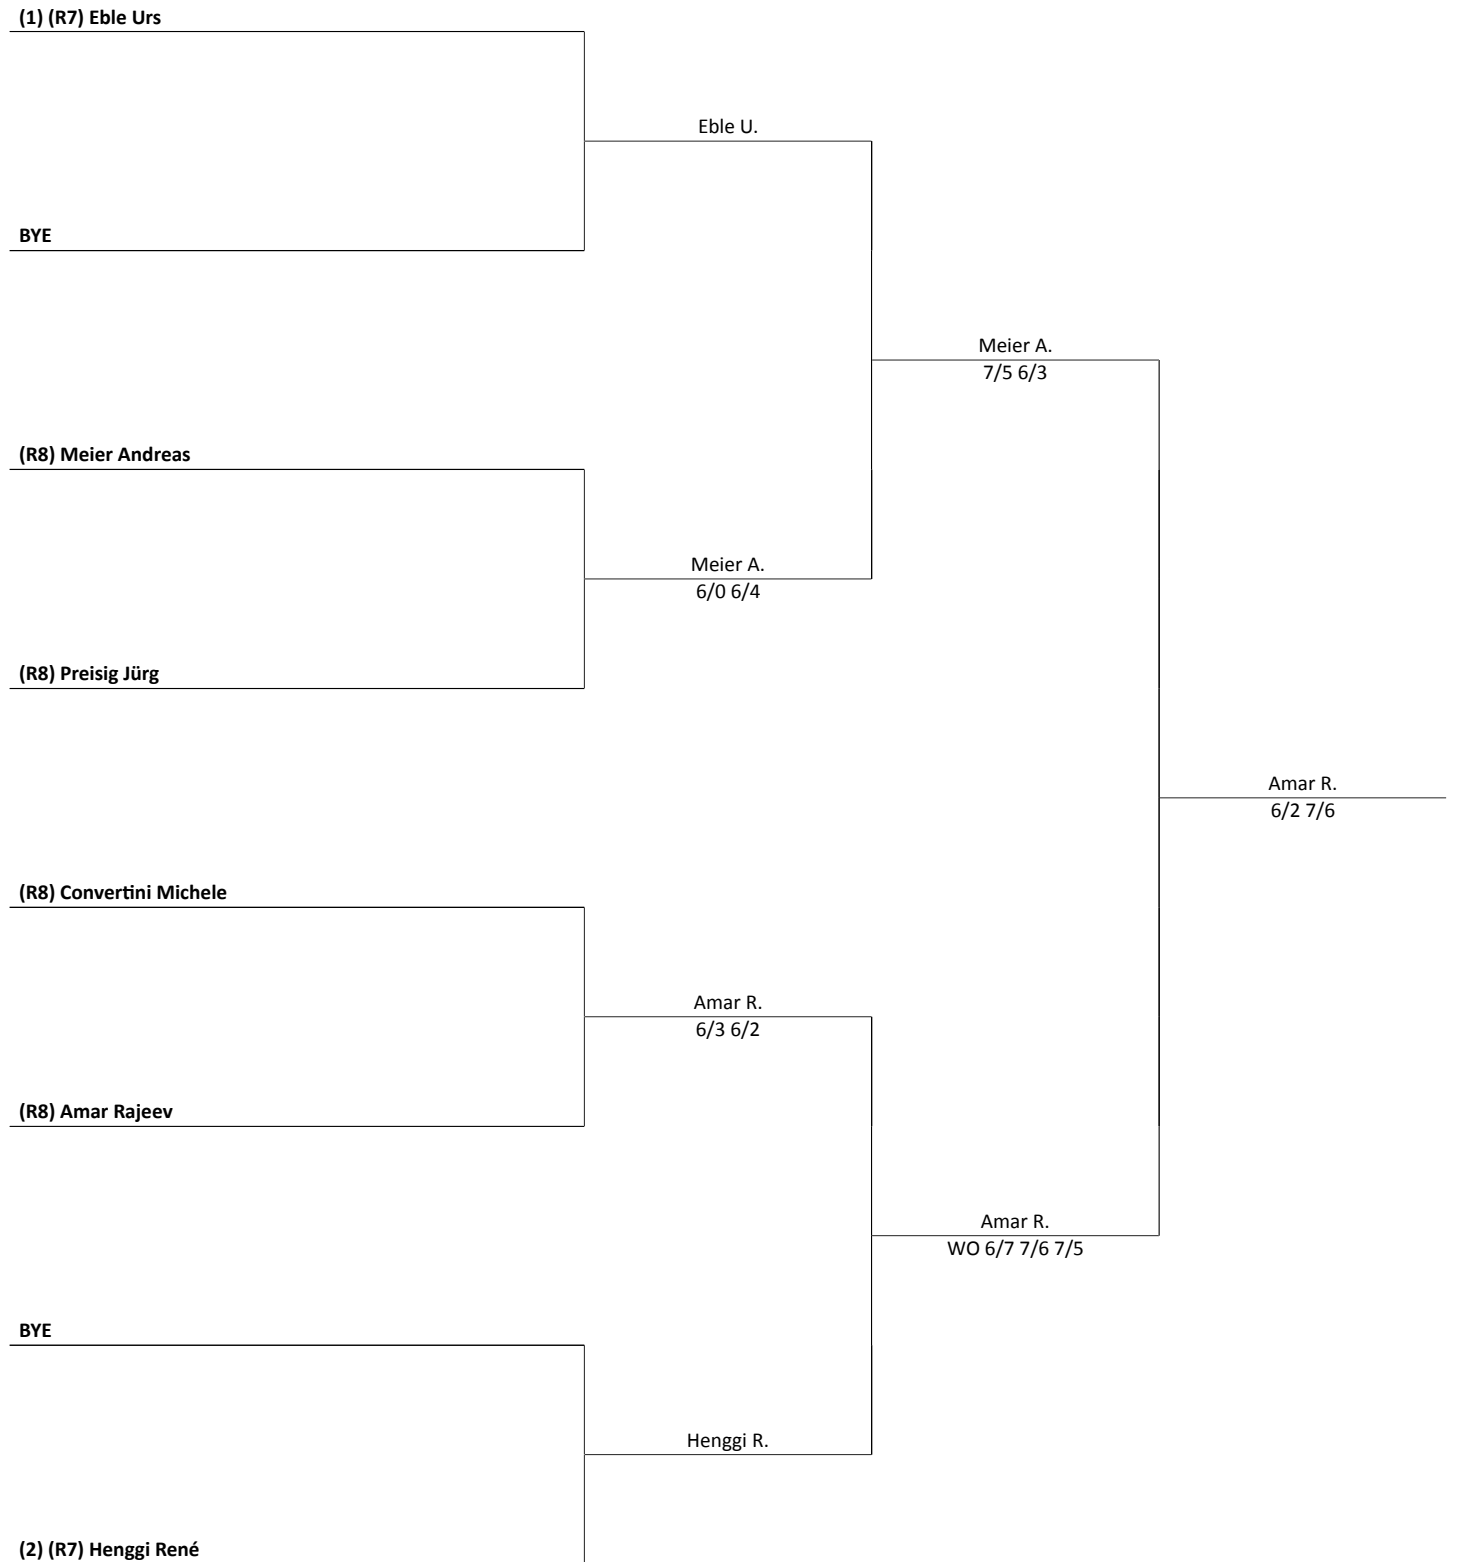 (1) (R7) Eble Urs
Eble U.
BYE
Meier A.
7/5 6/3
(R8) Meier Andreas
Meier A.
6/0 6/4
(R8) Preisig Jürg
Amar R.
6/2 7/6
(R8) Convertini Michele
Amar R.
6/3 6/2
(R8) Amar Rajeev
Amar R.
WO 6/7 7/6 7/5
BYE
Henggi R.
(2) (R7) Henggi René